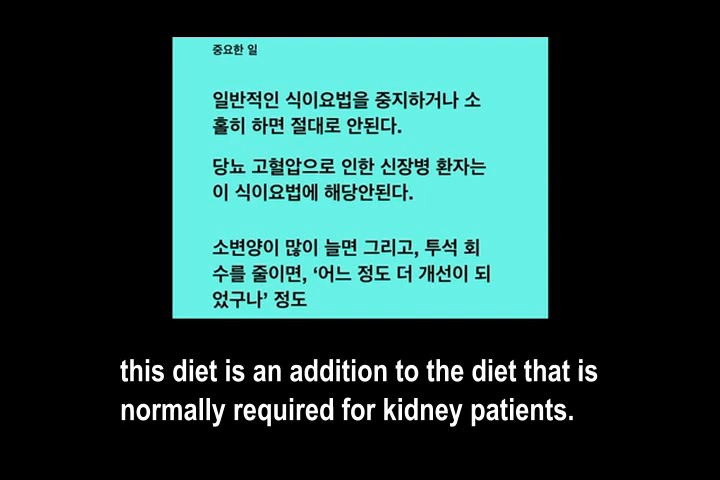 중요한 일
일반적인 식이요법을 중지하거나 소
홀히 하면 절대로 안된다.
당뇨 고혈압으로 인한 신장병 환자는
이 식이요법에 해당안된다.
소변양이 많이 늘면 그리고, 투석 회
수를 줄이면, ‘어느 정도 더 개선이 되
었구나’ 정도
this diet is an addition to the diet that is
normally required for kidney patients.